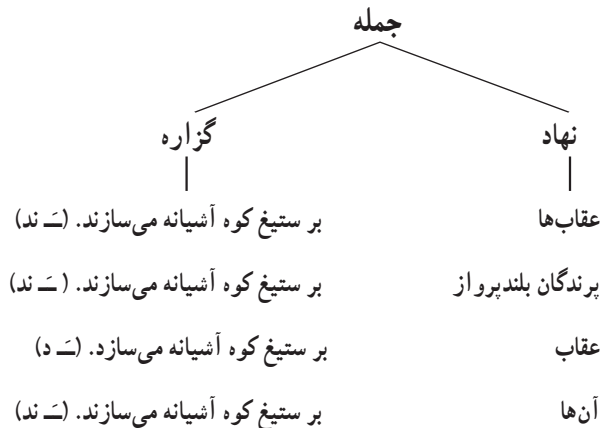 جمله
نهاد گزاره
عقاب‌ها بر ستیغ کوه آشیانه می‌سازند. (ـَـ ند)
پرندگان بلندپرواز بر ستیغ کوه آشیانه می‌سازند. (ـَـ ند)
عقاب بر ستیغ کوه آشیانه می‌سازد. (ـَـ د)
آن‌ها بر ستیغ کوه آشیانه می‌سازند. (ـَـ ند)